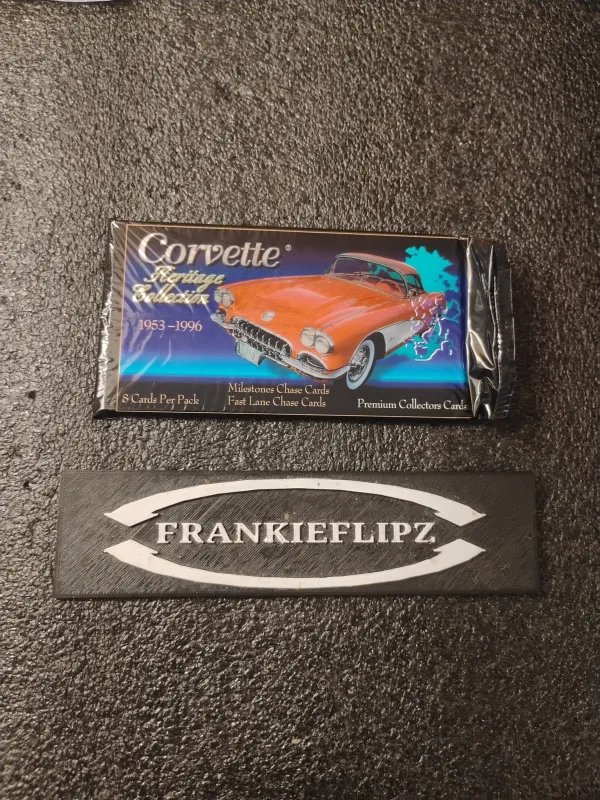 Corvette®
Heritage
Collection
1953–1996
8 Cards Per Pack
Milestones Chase Cards
Fast Lane Chase Cards
Premium Collectors Cards
FRANKIEFLIPZ